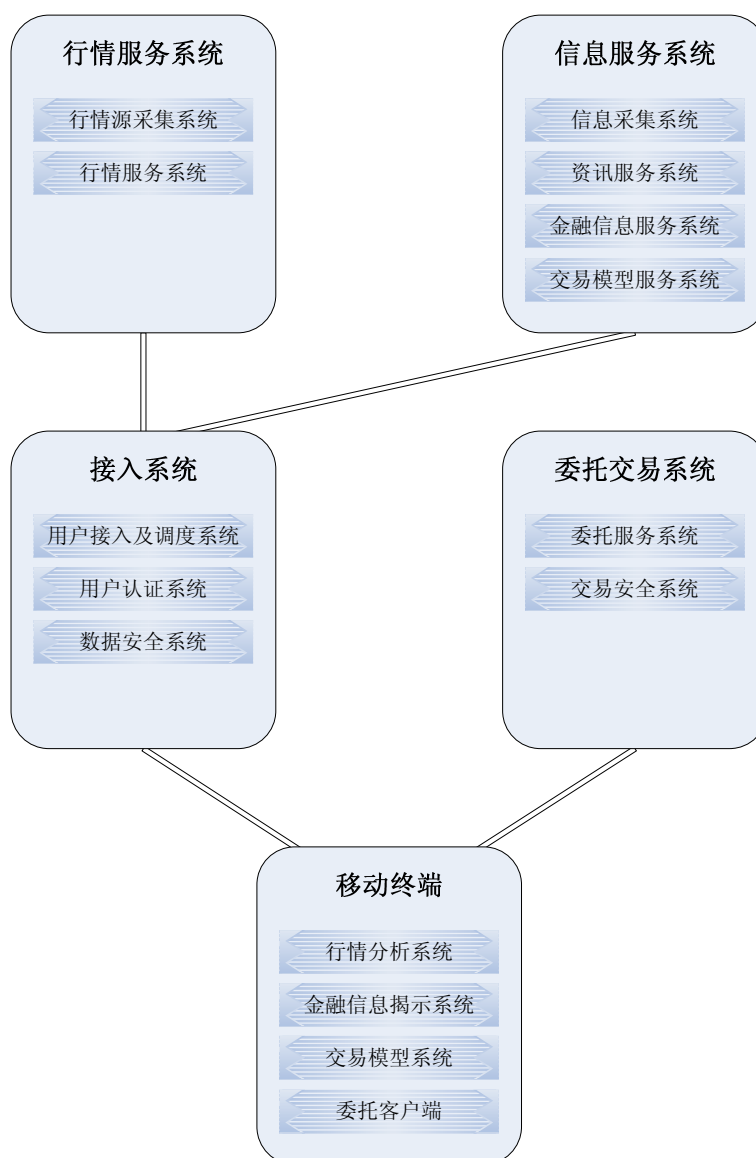 行情服务系统
行情源采集系统
行情服务系统
信息服务系统
信息采集系统
资讯服务系统
金融信息服务系统
交易模型服务系统
接入系统
用户接入及调度系统
用户认证系统
数据安全系统
委托交易系统
委托服务系统
交易安全系统
移动终端
行情分析系统
金融信息揭示系统
交易模型系统
委托客户端